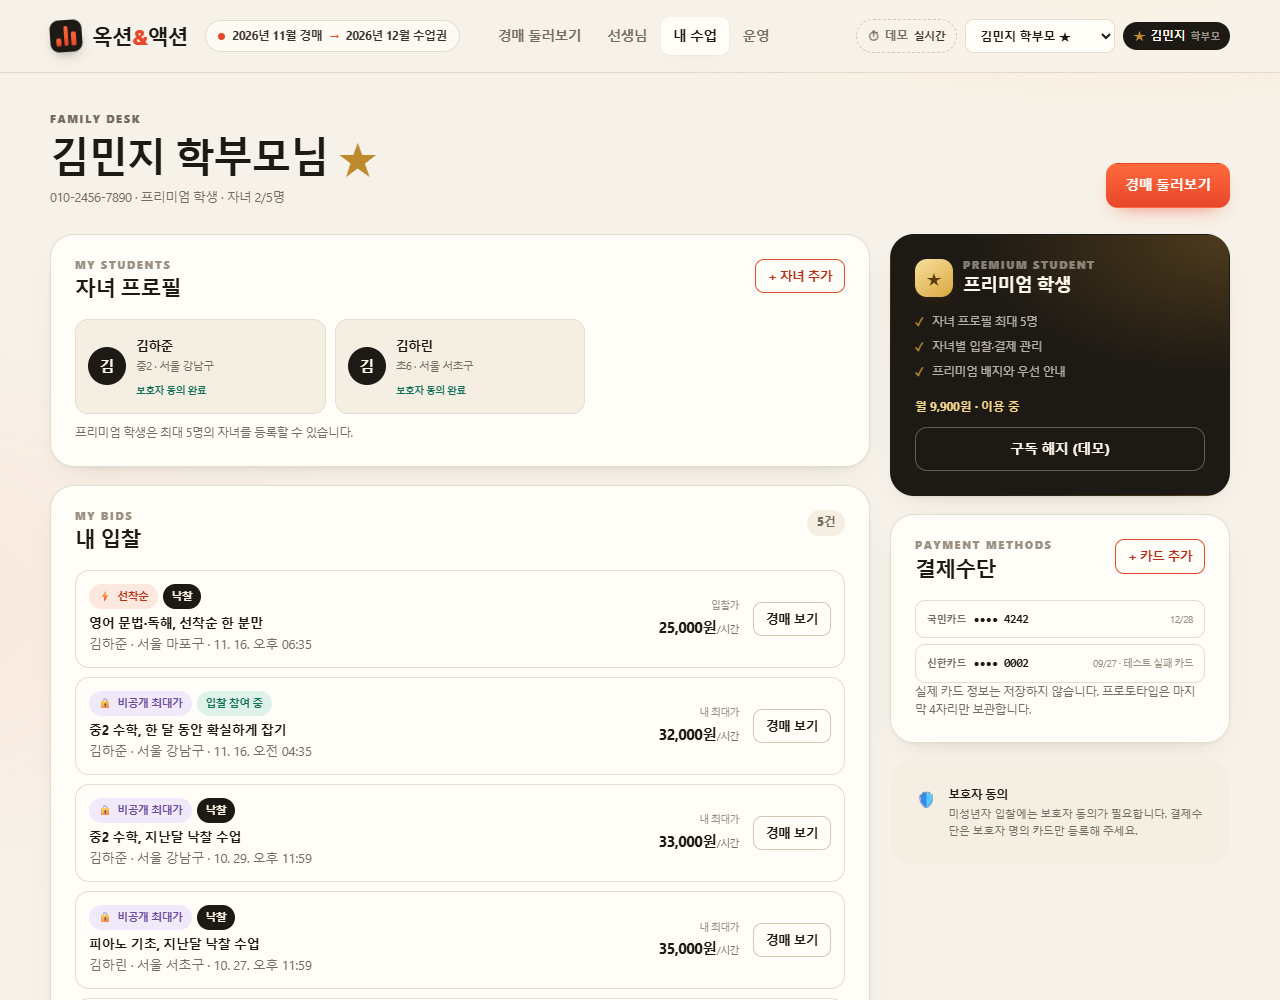 옥션&액션
2026년 11월 경매 → 2026년 12월 수업권
경매 둘러보기
선생님
내 수업
운영
데모 실시간
김민지 학부모 ★
★ 김민지 학부모
FAMILY DESK
김민지 학부모님 ★
010-2456-7890 · 프리미엄 학생 · 자녀 2/5명
경매 둘러보기
MY STUDENTS
자녀 프로필
+ 자녀 추가
김
김하준
중2 · 서울 강남구
보호자 동의 완료
김
김하린
초6 · 서울 서초구
보호자 동의 완료
프리미엄 학생은 최대 5명의 자녀를 등록할 수 있습니다.
MY BIDS
내 입찰
5건
선착순 낙찰
영어 문법·독해, 선착순 한 분만
김하준 · 서울 마포구 · 11. 16. 오후 06:35
입찰가
25,000원/시간
경매 보기
비공개 최대가 입찰 참여 중
중2 수학, 한 달 동안 확실하게 잡기
김하준 · 서울 강남구 · 11. 16. 오전 04:35
내 최대가
32,000원/시간
경매 보기
비공개 최대가 낙찰
중2 수학, 지난달 낙찰 수업
김하준 · 서울 강남구 · 10. 29. 오후 11:59
내 최대가
33,000원/시간
경매 보기
비공개 최대가 낙찰
피아노 기초, 지난달 낙찰 수업
김하린 · 서울 서초구 · 10. 27. 오후 11:59
내 최대가
35,000원/시간
경매 보기
★
PREMIUM STUDENT
프리미엄 학생
✓ 자녀 프로필 최대 5명
✓ 자녀별 입찰·결제 관리
✓ 프리미엄 배지와 우선 안내
월 9,900원 · 이용 중
구독 해지 (데모)
PAYMENT METHODS
결제수단
+ 카드 추가
국민카드 •••• 4242 12/28
신한카드 •••• 0002 09/27 · 테스트 실패 카드
실제 카드 정보는 저장하지 않습니다. 프로토타입은 마지
막 4자리만 보관합니다.
보호자 동의
미성년자 입찰에는 보호자 동의가 필요합니다. 결제수
단은 보호자 명의 카드만 등록해 주세요.